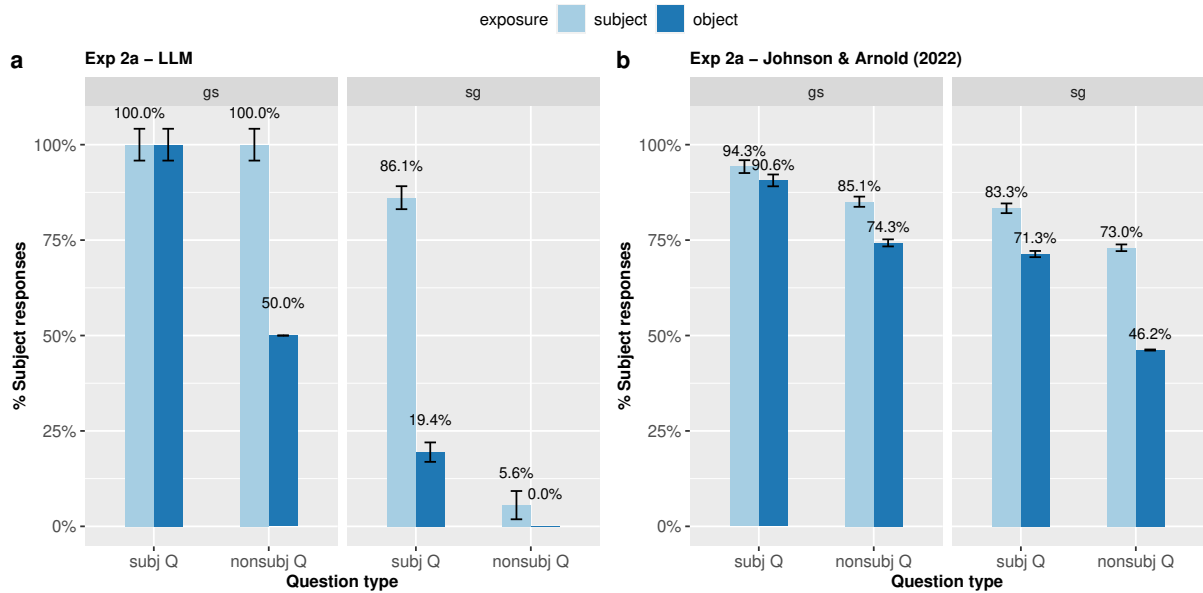 exposure subject object
a Exp 2a – LLM
gs sg
100.0% 100.0%
86.1%
50.0%
19.4%
5.6%
0.0%
100%
75%
50%
25%
0%
% Subject responses
subj Q nonsubj Q subj Q nonsubj Q
Question type
b Exp 2a – Johnson & Arnold (2022)
gs sg
94.3%
90.6%
85.1%
74.3%
83.3%
71.3%
73.0%
46.2%
100%
75%
50%
25%
0%
% Subject responses
subj Q nonsubj Q subj Q nonsubj Q
Question type